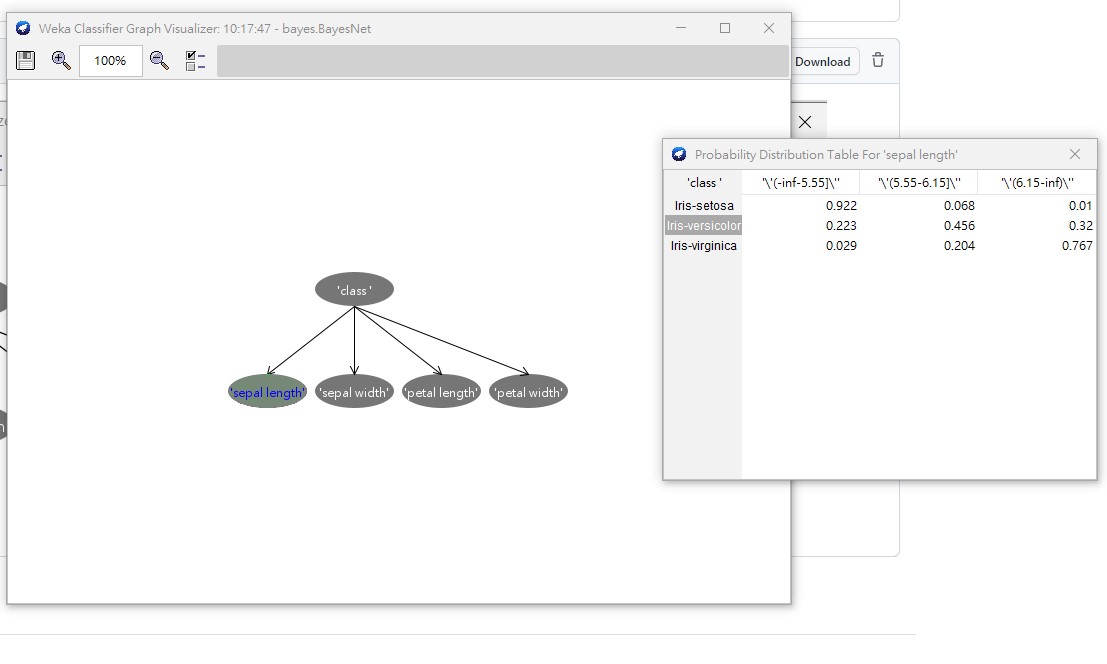 Weka Classifier Graph Visualizer: 10:17:47 - bayes.BayesNet
100%
Download
'class '
'sepal length' 'sepal width' 'petal length' 'petal width'
Probability Distribution Table For 'sepal length'
'class ' '\'(-inf-5.55]\'' '\'(5.55-6.15]\'' '\'(6.15-inf)\''
Iris-setosa 0.922 0.068 0.01
Iris-versicolor 0.223 0.456 0.32
Iris-virginica 0.029 0.204 0.767